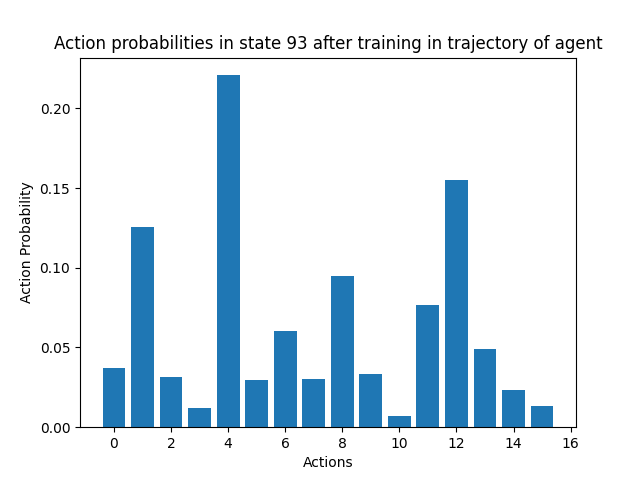 Action probabilities in state 93 after training in trajectory of agent
Action Probability
0.20
0.15
0.10
0.05
0.00
0 2 4 6 8 10 12 14 16
Actions